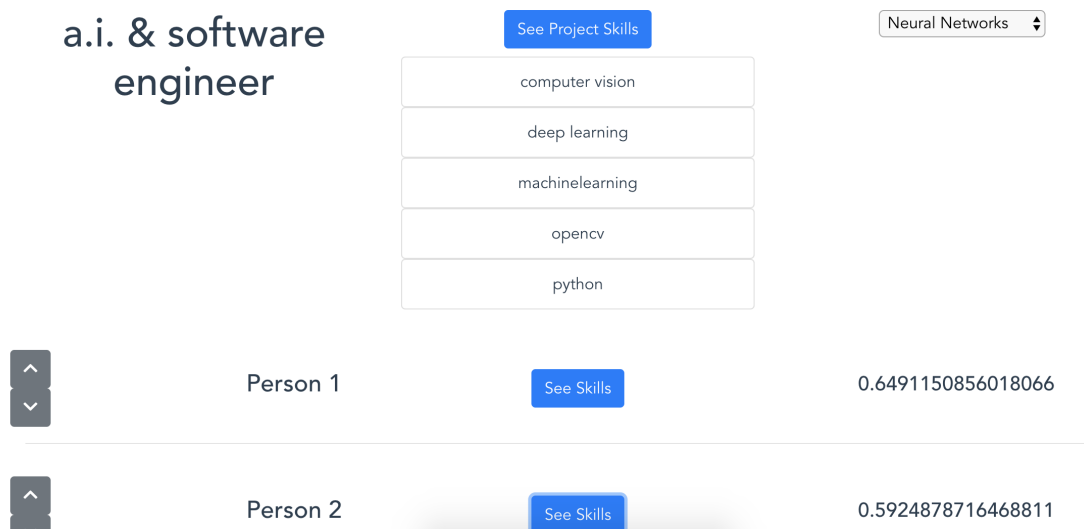 a.i. & software
engineer
See Project Skills
Neural Networks
computer vision
deep learning
machinelearning
opencv
python
Person 1
See Skills
0.6491150856018066
Person 2
See Skills
0.5924878716468811